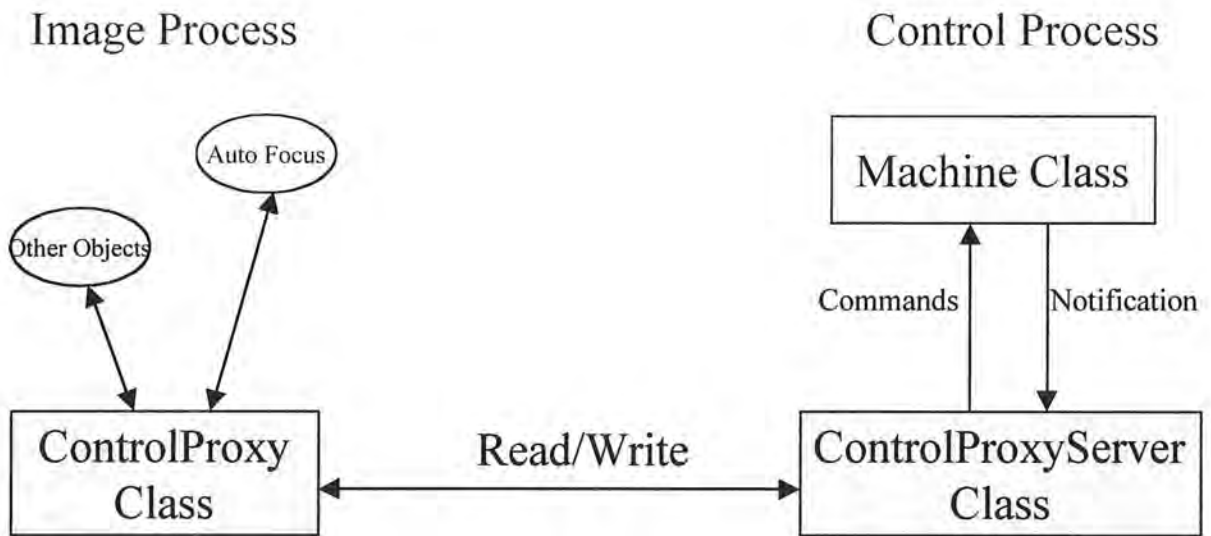 Image Process
Control Process
Auto Focus
Other Objects
Machine Class
Commands
Notification
ControlProxy
Class
Read/Write
ControlProxyServer
Class